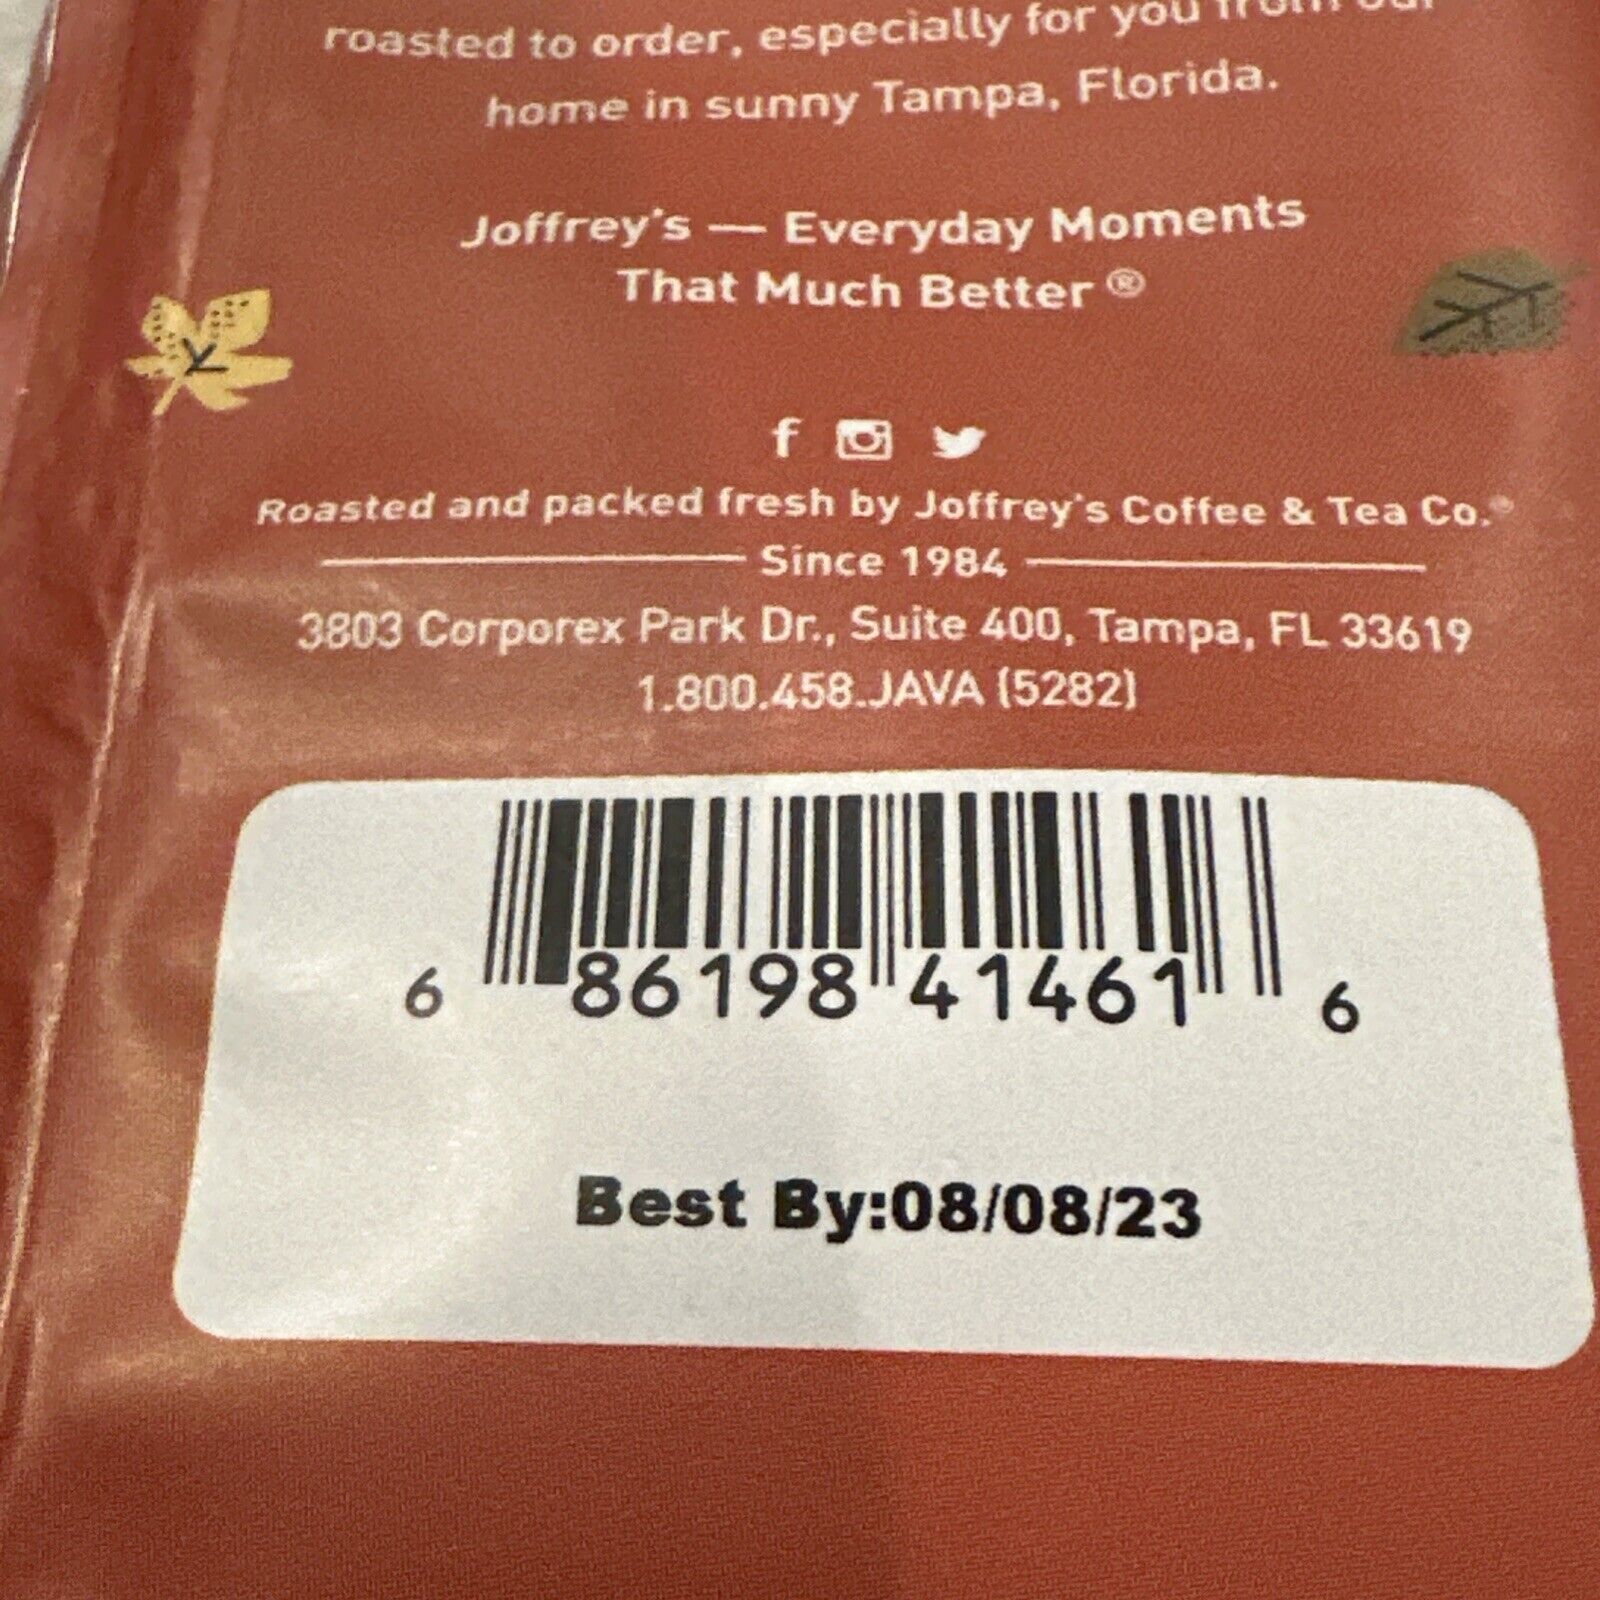 roasted to order, especially for you from our
home in sunny Tampa, Florida.
Joffrey's — Everyday Moments
That Much Better ®
f
Roasted and packed fresh by Joffrey's Coffee & Tea Co.®
Since 1984
3803 Corporex Park Dr., Suite 400, Tampa, FL 33619
1.800.458.JAVA (5282)
6 86198 41461 6
Best By:08/08/23